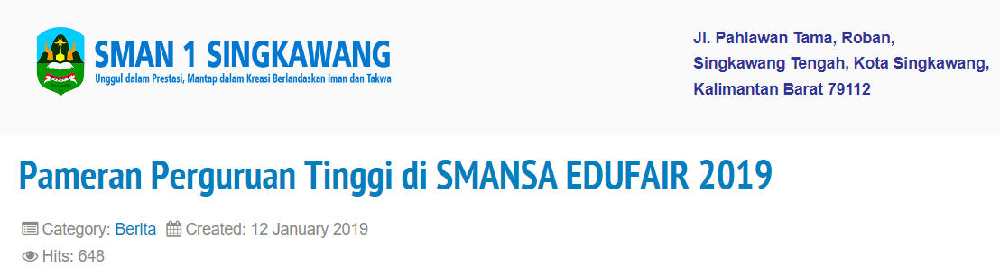 SMAN 1 SINGKAWANG
Unggul dalam Prestasi, Mantap dalam Kreasi Berlandaskan Iman dan Takwa
Jl. Pahlawan Tama, Roban,
Singkawang Tengah, Kota Singkawang,
Kalimantan Barat 79112
Pameran Perguruan Tinggi di SMANSA EDUFAIR 2019
Category: Berita Created: 12 January 2019
Hits: 648